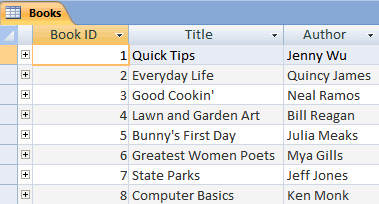 Books
Book ID Title Author
1 Quick Tips Jenny Wu
2 Everyday Life Quincy James
3 Good Cookin' Neal Ramos
4 Lawn and Garden Art Bill Reagan
5 Bunny's First Day Julia Meaks
6 Greatest Women Poets Mya Gills
7 State Parks Jeff Jones
8 Computer Basics Ken Monk